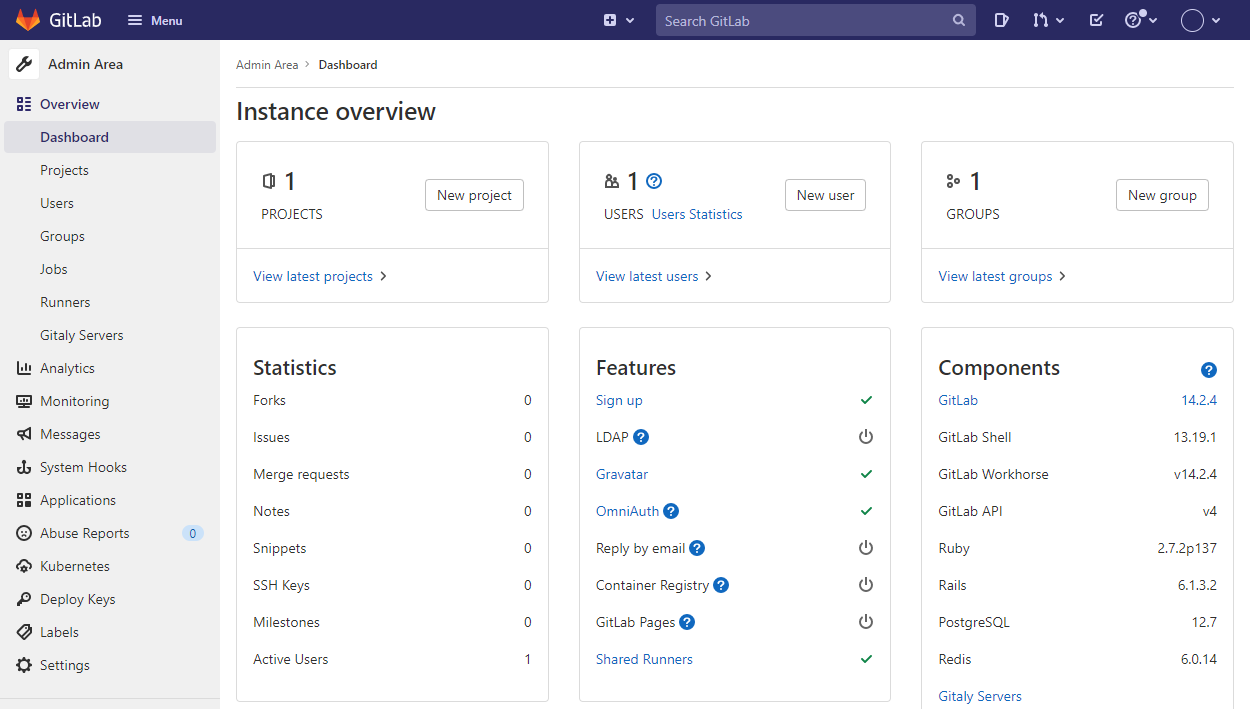 GitLab Menu Search GitLab
Admin Area
Overview
Dashboard
Projects
Users
Groups
Jobs
Runners
Gitaly Servers
Analytics
Monitoring
Messages
System Hooks
Applications
Abuse Reports 0
Kubernetes
Deploy Keys
Labels
Settings
Admin Area › Dashboard
Instance overview
1
PROJECTS
New project
View latest projects
1
USERS Users Statistics
New user
View latest users
1
GROUPS
New group
View latest groups
Statistics
Forks 0
Issues 0
Merge requests 0
Notes 0
Snippets 0
SSH Keys 0
Milestones 0
Active Users 1
Features
Sign up
LDAP
Gravatar
OmniAuth
Reply by email
Container Registry
GitLab Pages
Shared Runners
Components
GitLab 14.2.4
GitLab Shell 13.19.1
GitLab Workhorse v14.2.4
GitLab API v4
Ruby 2.7.2p137
Rails 6.1.3.2
PostgreSQL 12.7
Redis 6.0.14
Gitaly Servers